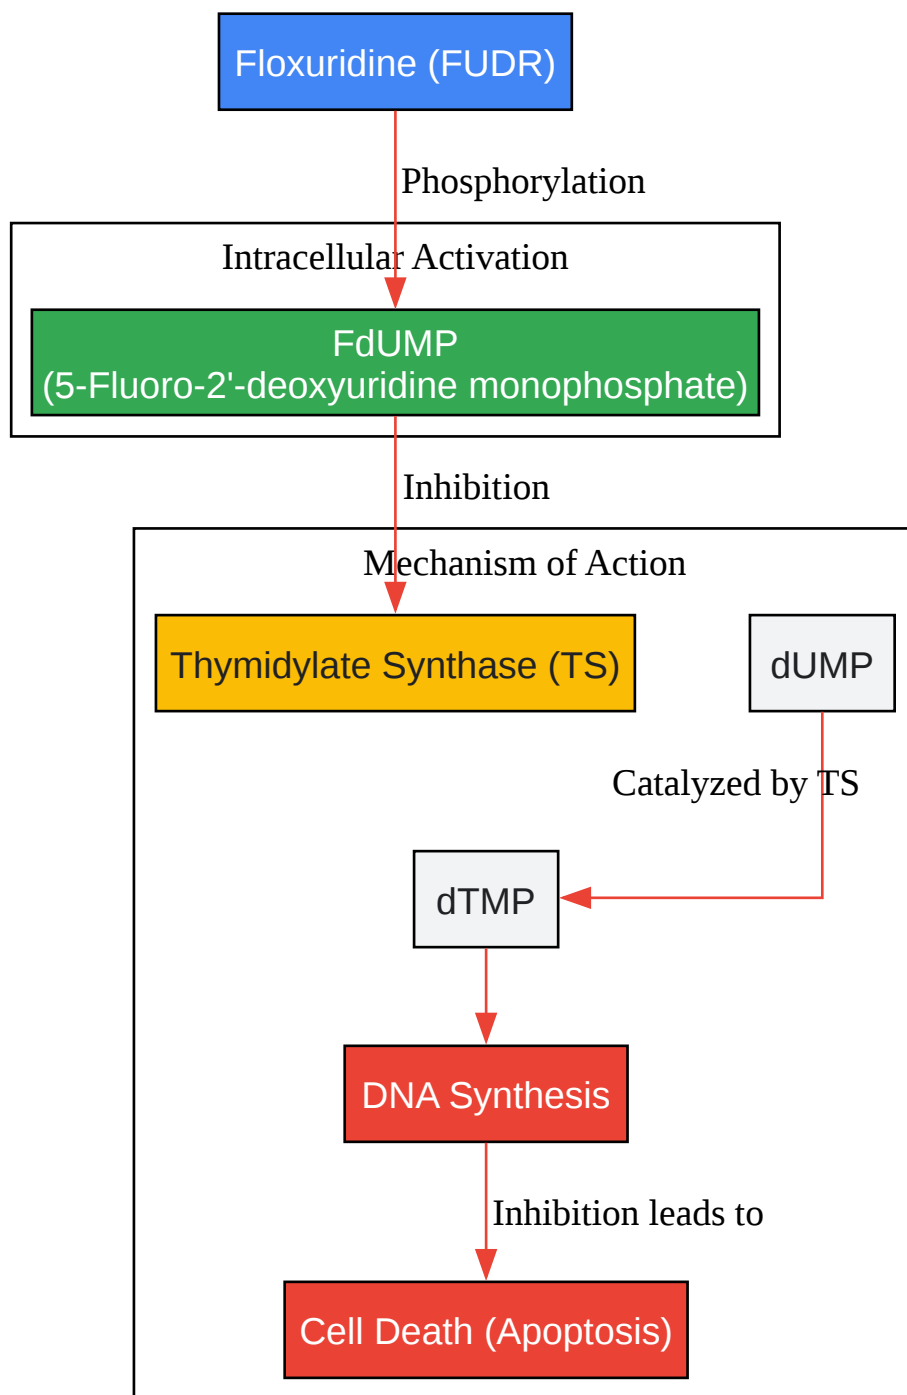 Floxuridine (FUDR)
Phosphorylation
Intracellular Activation
FdUMP
(5-Fluoro-2'-deoxyuridine monophosphate)
Inhibition
Mechanism of Action
Thymidylate Synthase (TS)
dUMP
Catalyzed by TS
dTMP
DNA Synthesis
Inhibition leads to
Cell Death (Apoptosis)